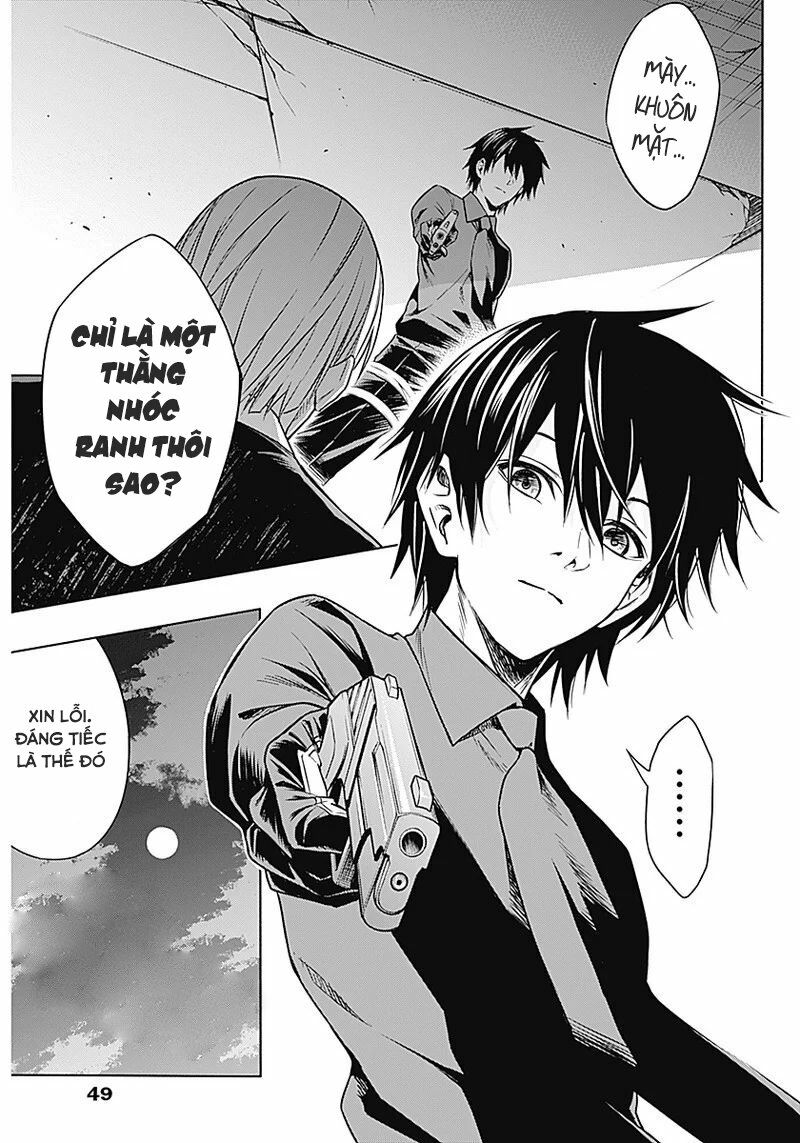 MÀY...
KHUÔN
MẶT...
CHỈ LÀ MỘT
THẰNG
NHÓC
RANH THÔI
SAO?
......
XIN LỖI.
ĐÁNG TIẾC
LÀ THẾ ĐÓ
49